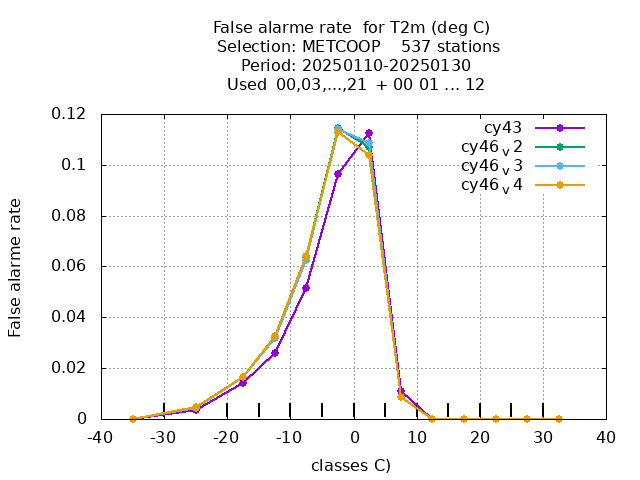 False alarme rate  for T2m (deg C)
Selection: METCOOP    537 stations
Period: 20250110-20250130
Used  00,03,...,21  + 00 01 ... 12
cy43
cy46 v 2
cy46 v 3
cy46 v 4
False alarme rate
0.12
0.1
0.08
0.06
0.04
0.02
0
-40 -30 -20 -10 0 10 20 30 40
classes C)